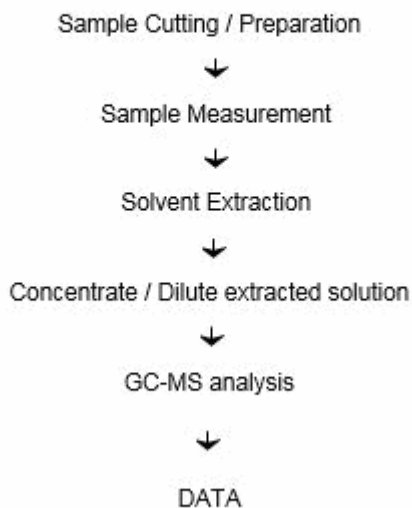 Sample Cutting / Preparation
Sample Measurement
Solvent Extraction
Concentrate / Dilute extracted solution
GC-MS analysis
DATA